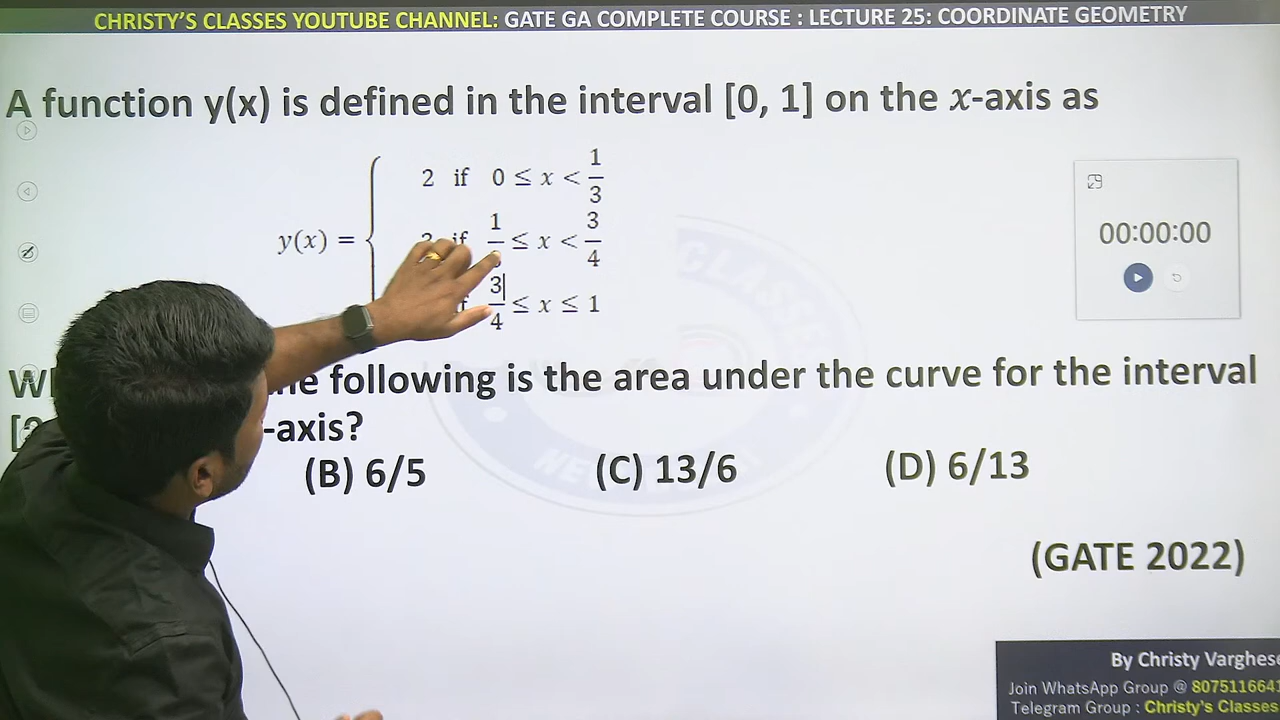 CHRISTY'S CLASSES YOUTUBE CHANNEL: GATE GA COMPLETE COURSE : LECTURE 25: COORDINATE GEOMETRY
A function y(x) is defined in the interval [0, 1] on the x-axis as
2 if 0 ≤ x < 1/3
y(x) = if 1/ ≤ x < 3/4
3/4 ≤ x ≤ 1
00:00:00
following is the area under the curve for the interval
-axis?
(B) 6/5 (C) 13/6 (D) 6/13
(GATE 2022)
By Christy Varghese
Join WhatsApp Group @ 8075116641
Telegram Group : Christy's Classes